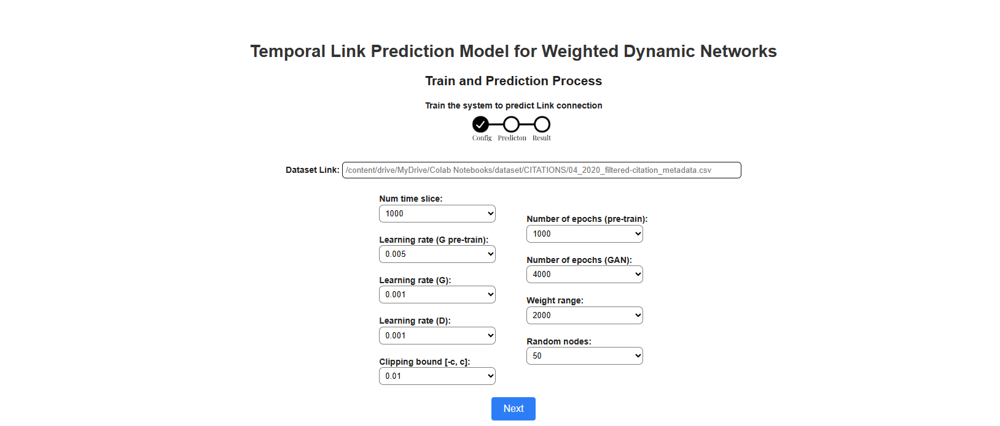 Temporal Link Prediction Model for Weighted Dynamic Networks
Train and Prediction Process
Train the system to predict Link connection
Config Predicton Result
Dataset Link: /content/drive/MyDrive/Colab Notebooks/dataset/CITATIONS/04_2020_filtered-citation_metadata.csv
Num time slice:
1000
Learning rate (G pre-train):
0.005
Learning rate (G):
0.001
Learning rate (D):
0.001
Clipping bound [-c, c]:
0.01
Number of epochs (pre-train):
1000
Number of epochs (GAN):
4000
Weight range:
2000
Random nodes:
50
Next